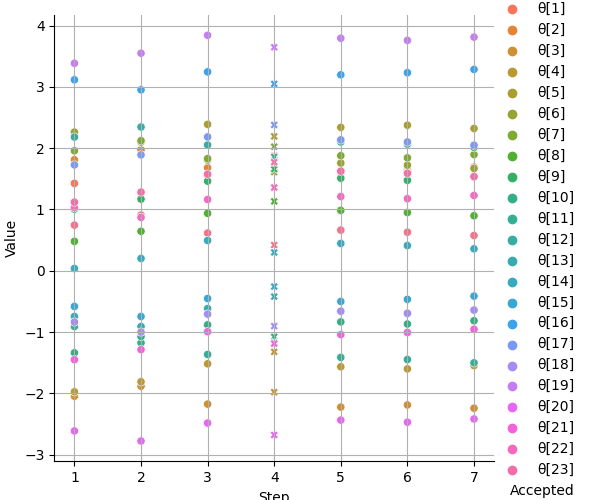 4
3
2
1
0
−1
−2
−3
Value
1 2 3 4 5 6 7
Step
θ[1]
θ[2]
θ[3]
θ[4]
θ[5]
θ[6]
θ[7]
θ[8]
θ[9]
θ[10]
θ[11]
θ[12]
θ[13]
θ[14]
θ[15]
θ[16]
θ[17]
θ[18]
θ[19]
θ[20]
θ[21]
θ[22]
θ[23]
Accepted